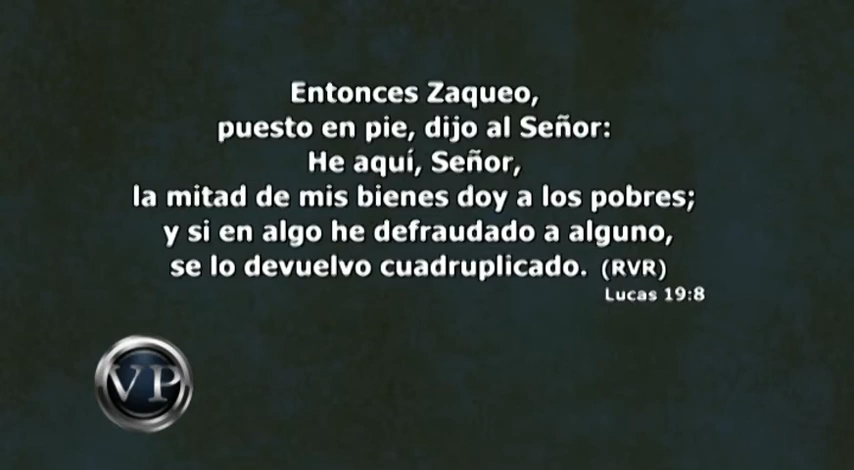 Entonces Zaqueo,
puesto en pie, dijo al Señor:
He aquí, Señor,
la mitad de mis bienes doy a los pobres;
y si en algo he defraudado a alguno,
se lo devuelvo cuadruplicado. (RVR)
Lucas 19:8
VP